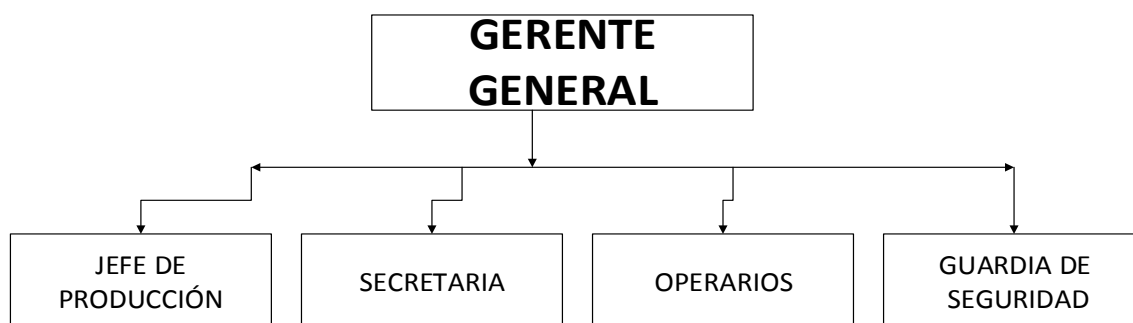 GERENTE
GENERAL
JEFE DE
PRODUCCIÓN
SECRETARIA
OPERARIOS
GUARDIA DE
SEGURIDAD